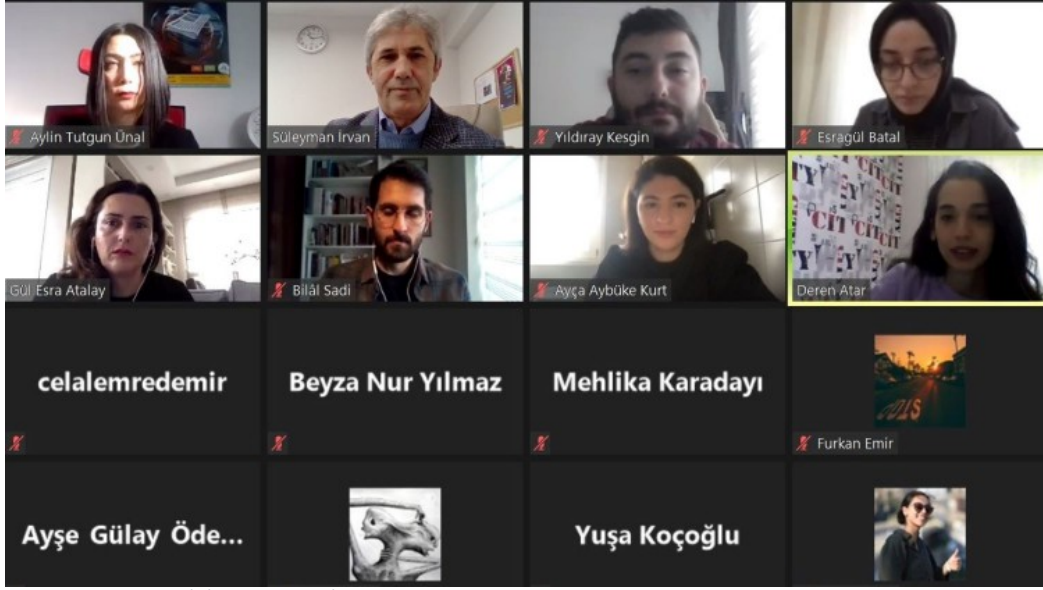 Aylin Tutgun Ünal
Süleyman İrvan
Yıldıray Kesgin
Esragül Batal
Gül Esra Atalay
Bilâl Sadi
Ayça Aybüke Kurt
Deren Atar
celalemredemir
Beyza Nur Yılmaz
Mehlika Karadayı
Furkan Emir
Ayşe Gülay Öde...
Yuşa Koçoğlu